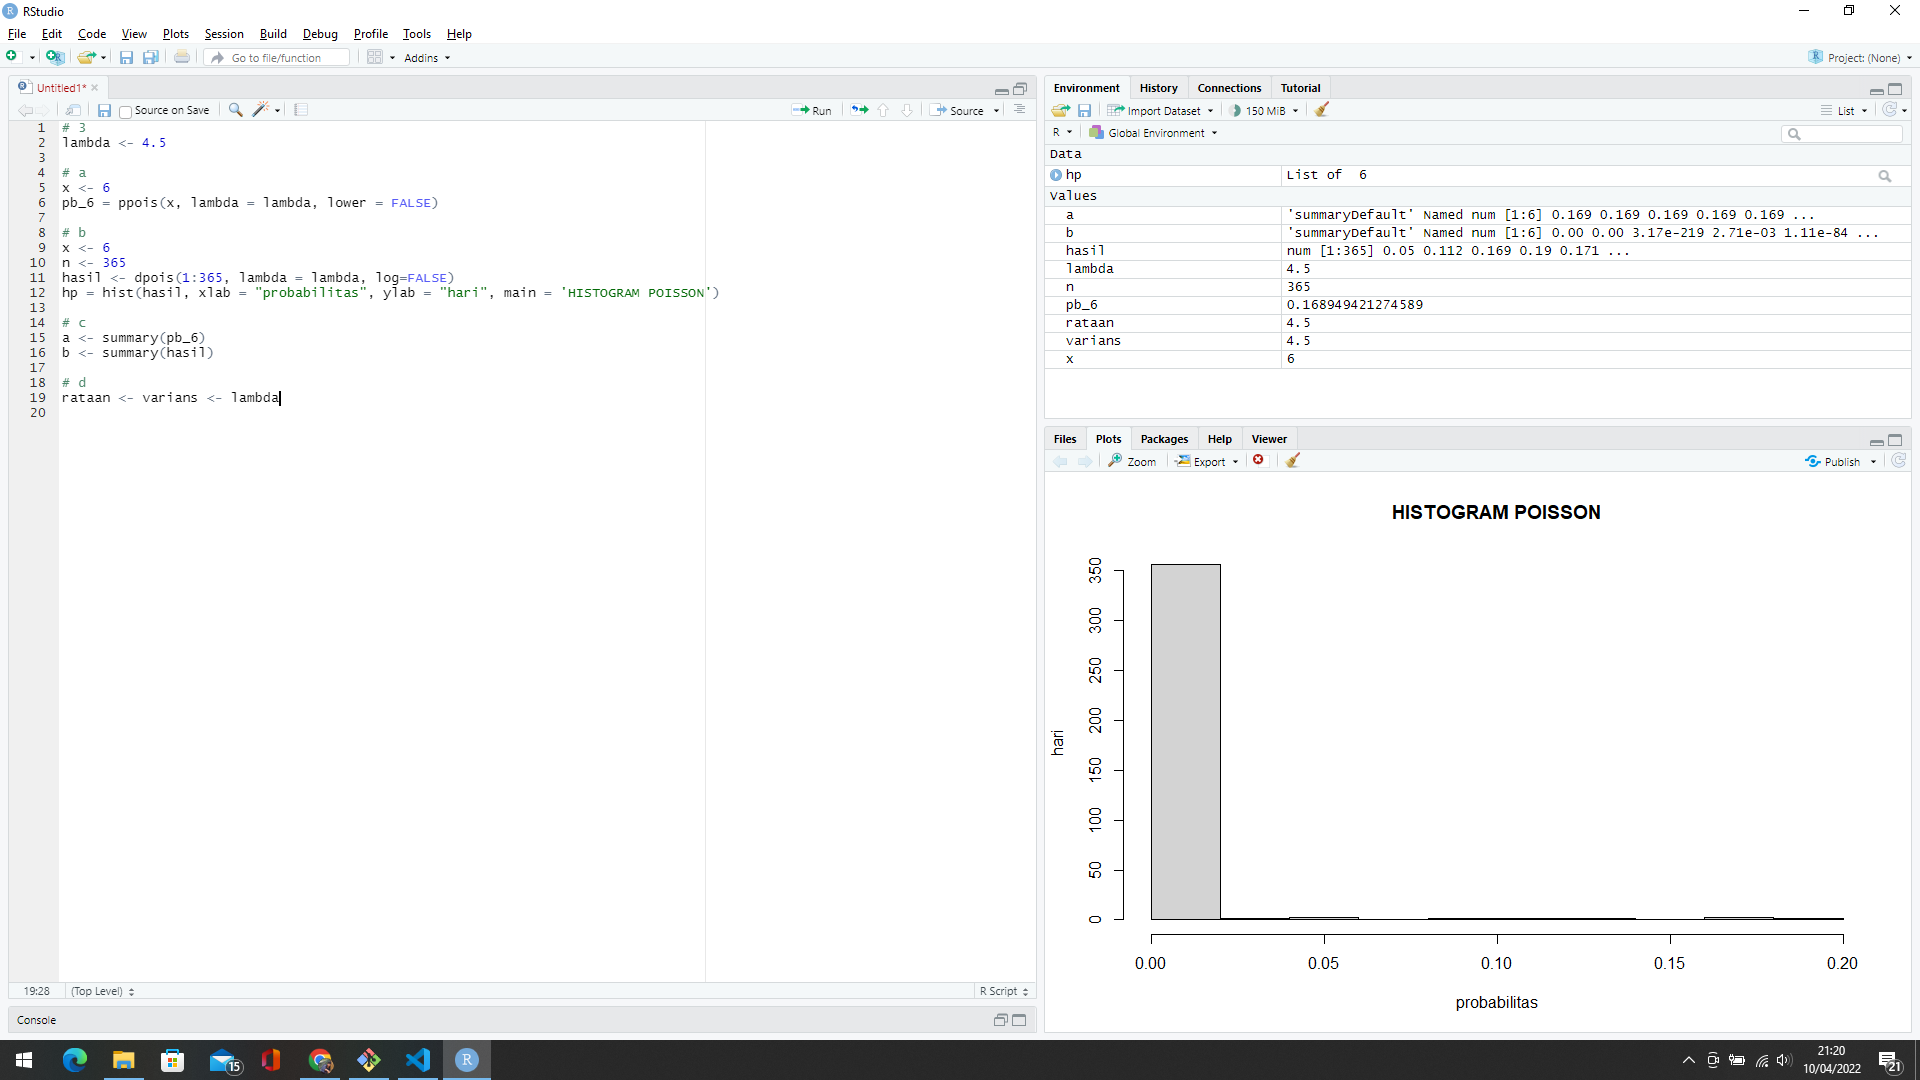 RStudio
File Edit Code View Plots Session Build Debug Profile Tools Help
Go to file/function Addins Project: (None)
Untitled1*
Source on Save Run Source
1 # 3
2 lambda <- 4.5
3
4 # a
5 x <- 6
6 pb_6 = ppois(x, lambda = lambda, lower = FALSE)
7
8 # b
9 x <- 6
10 n <- 365
11 hasil <- dpois(1:365, lambda = lambda, log=FALSE)
12 hp = hist(hasil, xlab = "probabilitas", ylab = "hari", main = 'HISTOGRAM POISSON')
13
14 # c
15 a <- summary(pb_6)
16 b <- summary(hasil)
17
18 # d
19 rataan <- varians <- lambda
20
19:28 (Top Level) R Script
Console
Environment History Connections Tutorial
Import Dataset 150 MiB List
R Global Environment
Data
hp List of 6
Values
a 'summaryDefault' Named num [1:6] 0.169 0.169 0.169 0.169 0.169 ...
b 'summaryDefault' Named num [1:6] 0.00 0.00 3.17e-219 2.71e-03 1.11e-84 ...
hasil num [1:365] 0.05 0.112 0.169 0.19 0.171 ...
lambda 4.5
n 365
pb_6 0.168949421274589
rataan 4.5
varians 4.5
x 6
Files Plots Packages Help Viewer
Zoom Export Publish
HISTOGRAM POISSON
hari
350
300
250
200
150
100
50
0
0.00 0.05 0.10 0.15 0.20
probabilitas
15
21:20
10/04/2022
21